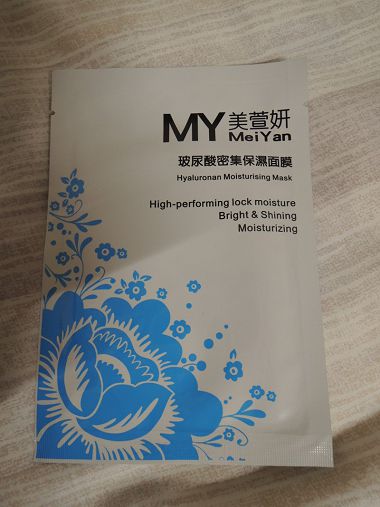 MY 美萱妍
MeiYan
玻尿酸密集保濕面膜
Hyaluronan Moisturising Mask
High-performing lock moisture
Bright & Shining
Moisturizing